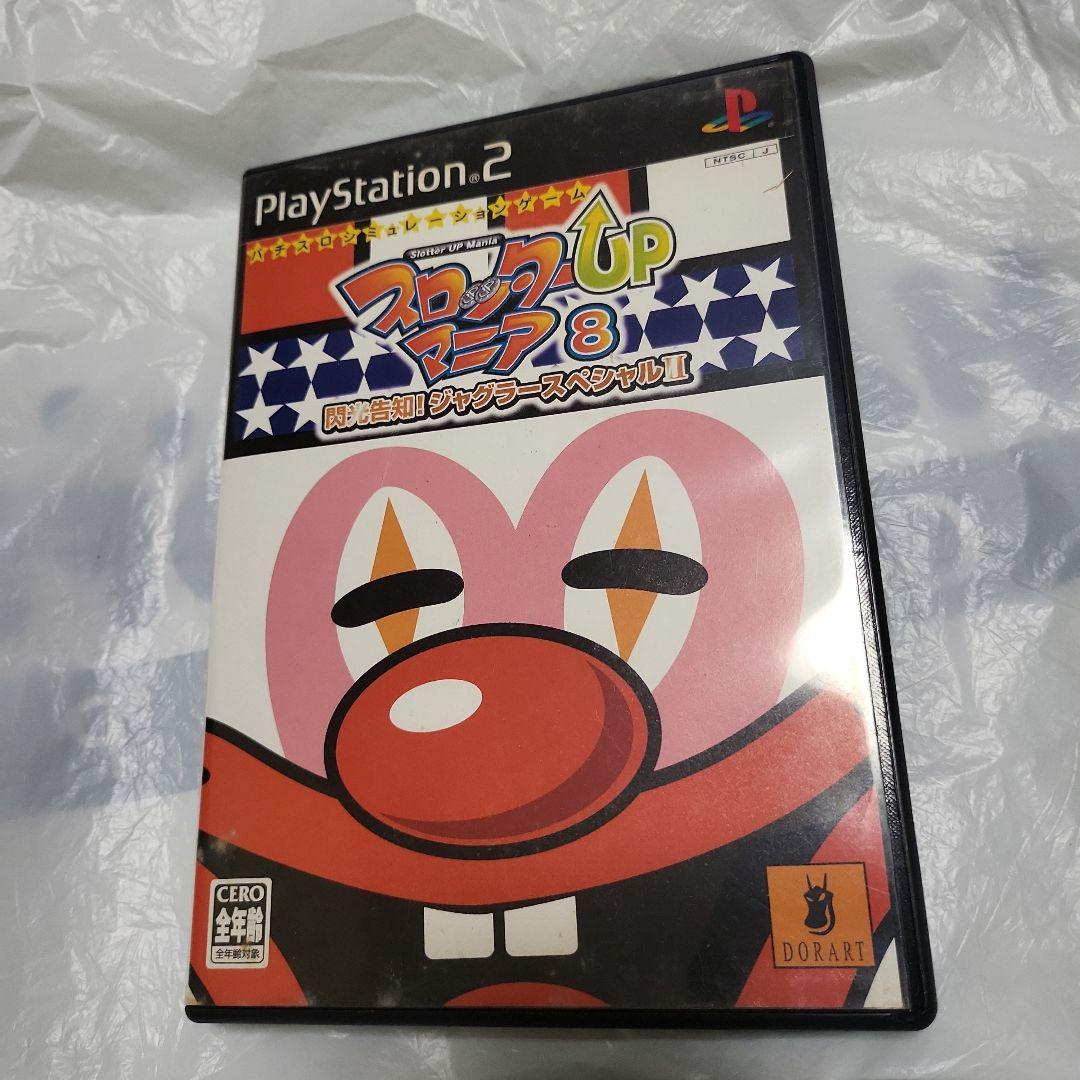 PlayStation®2
NTSC J
パチスロシミュレーションゲーム
Slotter UP Mania
スロッターUP
マニア8
閃光告知!ジャグラースペシャルII
CERO
全年齢
全年齢対象
DORART